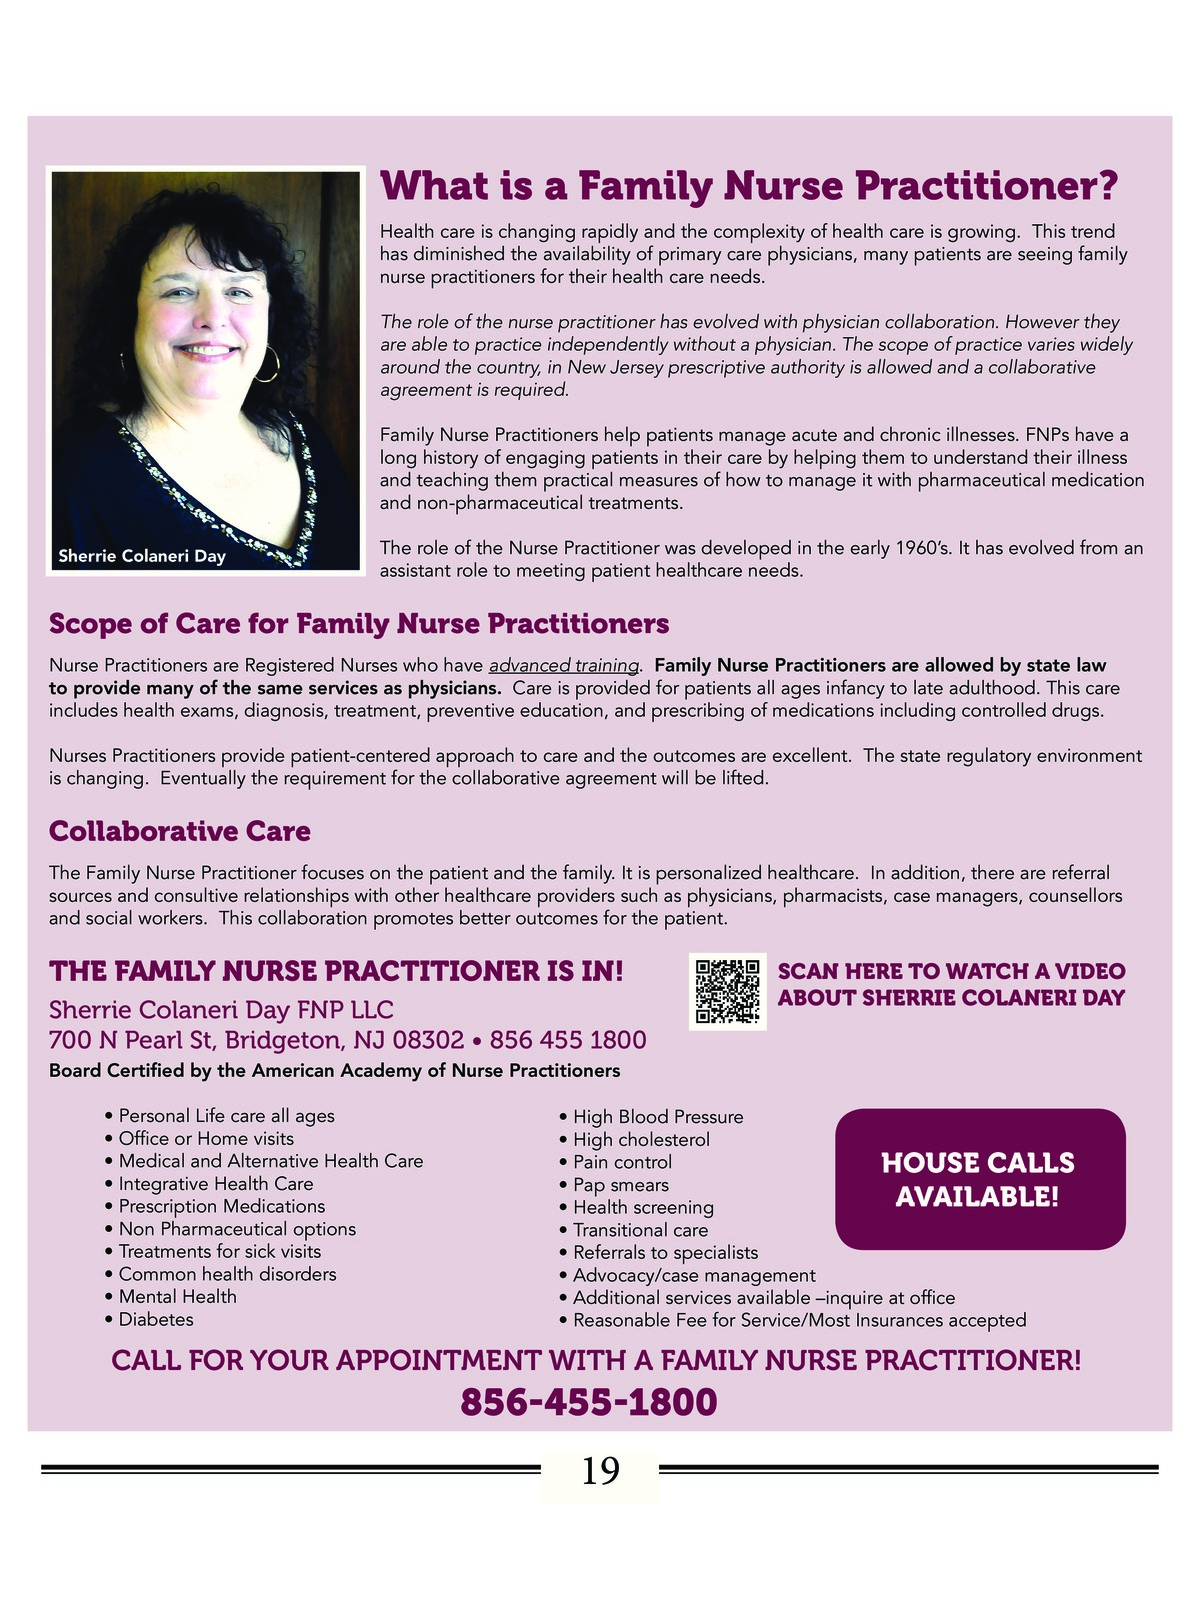 What is a Family Nurse Practitioner?
Health care is changing rapidly and the complexity of health care is growing.  This trend
has diminished the availability of primary care physicians, many patients are seeing family
nurse practitioners for their health care needs.
The role of the nurse practitioner has evolved with physician collaboration. However they
are able to practice independently without a physician. The scope of practice varies widely
around the country, in New Jersey prescriptive authority is allowed and a collaborative
agreement is required.
Family Nurse Practitioners help patients manage acute and chronic illnesses. FNPs have a
long history of engaging patients in their care by helping them to understand their illness
and teaching them practical measures of how to manage it with pharmaceutical medication
and non-pharmaceutical treatments.
The role of the Nurse Practitioner was developed in the early 1960’s. It has evolved from an
assistant role to meeting patient healthcare needs.
Sherrie Colaneri Day
Scope of Care for Family Nurse Practitioners
Nurse Practitioners are Registered Nurses who have advanced training.  Family Nurse Practitioners are allowed by state law
to provide many of the same services as physicians.  Care is provided for patients all ages infancy to late adulthood. This care
includes health exams, diagnosis, treatment, preventive education, and prescribing of medications including controlled drugs.
Nurses Practitioners provide patient-centered approach to care and the outcomes are excellent.  The state regulatory environment
is changing.  Eventually the requirement for the collaborative agreement will be lifted.
Collaborative Care
The Family Nurse Practitioner focuses on the patient and the family. It is personalized healthcare.  In addition, there are referral
sources and consultive relationships with other healthcare providers such as physicians, pharmacists, case managers, counsellors
and social workers.  This collaboration promotes better outcomes for the patient.
THE FAMILY NURSE PRACTITIONER IS IN!
Sherrie Colaneri Day FNP LLC
700 N Pearl St, Bridgeton, NJ 08302 • 856 455 1800
Board Certified by the American Academy of Nurse Practitioners
SCAN HERE TO WATCH A VIDEO
ABOUT SHERRIE COLANERI DAY
• Personal Life care all ages
• Office or Home visits
• Medical and Alternative Health Care
• Integrative Health Care
• Prescription Medications
• Non Pharmaceutical options
• Treatments for sick visits
• Common health disorders
• Mental Health
• Diabetes
• High Blood Pressure
• High cholesterol
• Pain control
• Pap smears
• Health screening
• Transitional care
• Referrals to specialists
• Advocacy/case management
• Additional services available –inquire at office
• Reasonable Fee for Service/Most Insurances accepted
HOUSE CALLS
AVAILABLE!
CALL FOR YOUR APPOINTMENT WITH A FAMILY NURSE PRACTITIONER!
856-455-1800
19